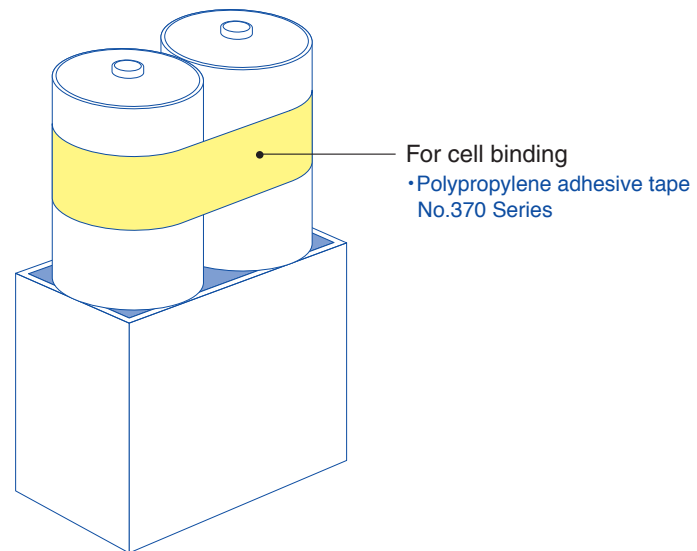 For cell binding
・Polypropylene adhesive tape
No.370 Series